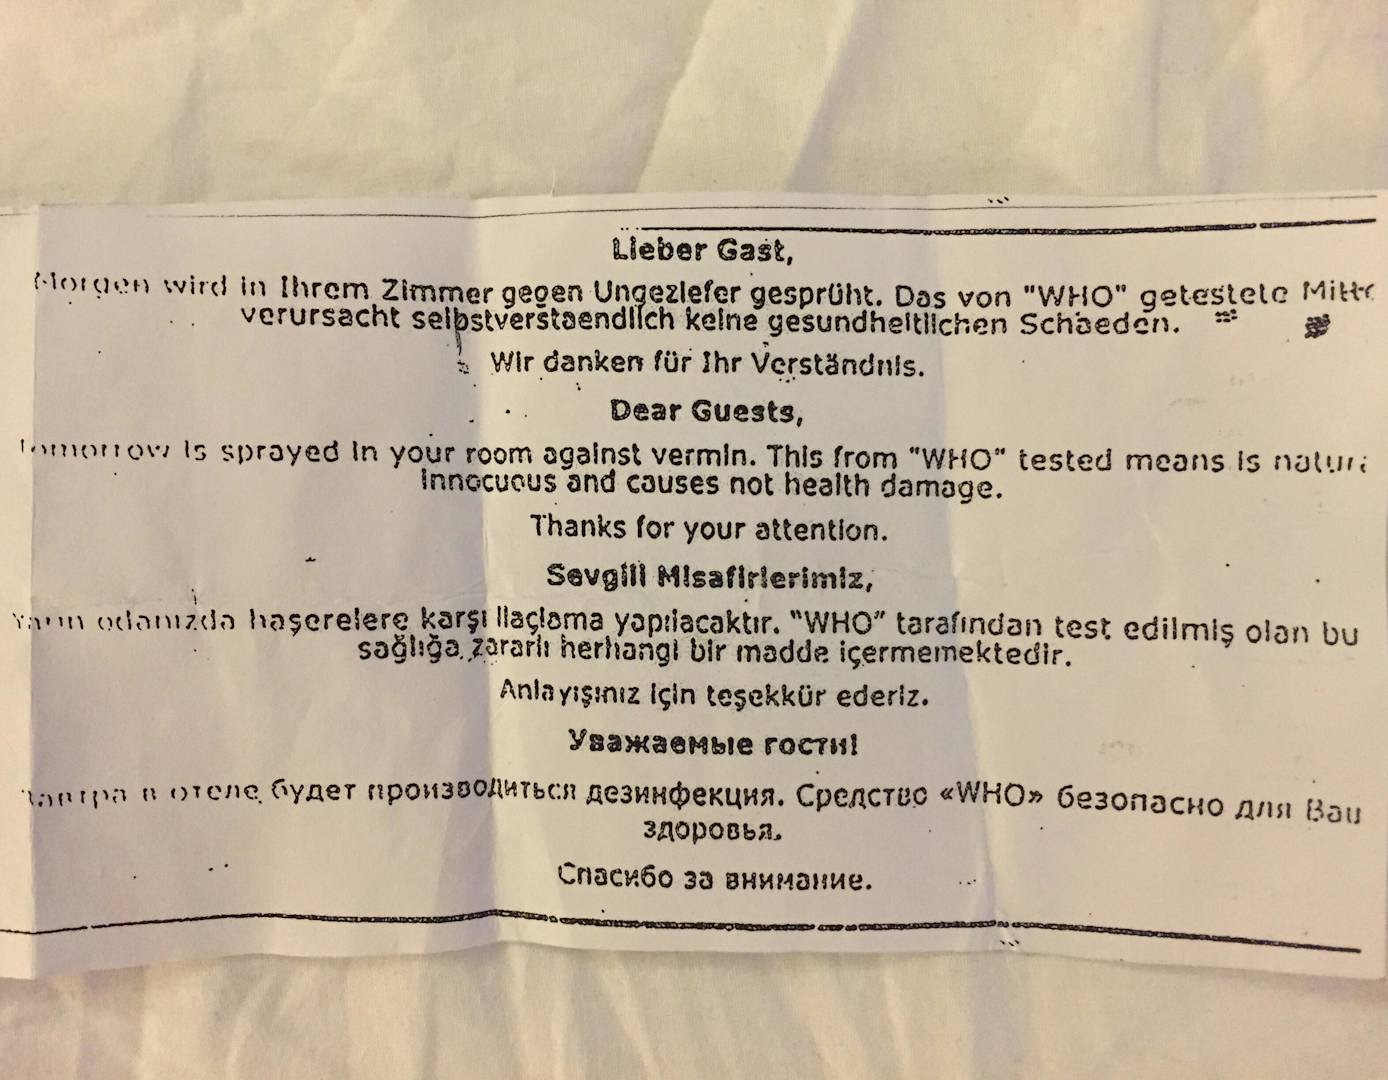 Lieber Gast,
Morgen wird in Ihrem Zimmer gegen Ungeziefer gesprüht. Das von "WHO" getestete
verursacht selbstverstaendlich keine gesundheitlichen Schaeden.
Wir danken für Ihr Verständnis.
Dear Guests,
Tomorrow is sprayed in your room against vermin. This from "WHO" tested means is
innocuous and causes not health damage.
Thanks for your attention.
Sevgili Misafirlerimiz,
Yarın odanızda haşerelere karşı ilaçlama yapılacaktır. "WHO" tarafından test edilmiş olan bu
sağlığa zararlı herhangi bir madde içermemektedir.
Anlayışınız için teşekkür ederiz.
Уважаемые гости!
Завтра в отеле будет производиться дезинфекция. Средство «WHO» безопасно для
здоровья.
Спасибо за внимание.